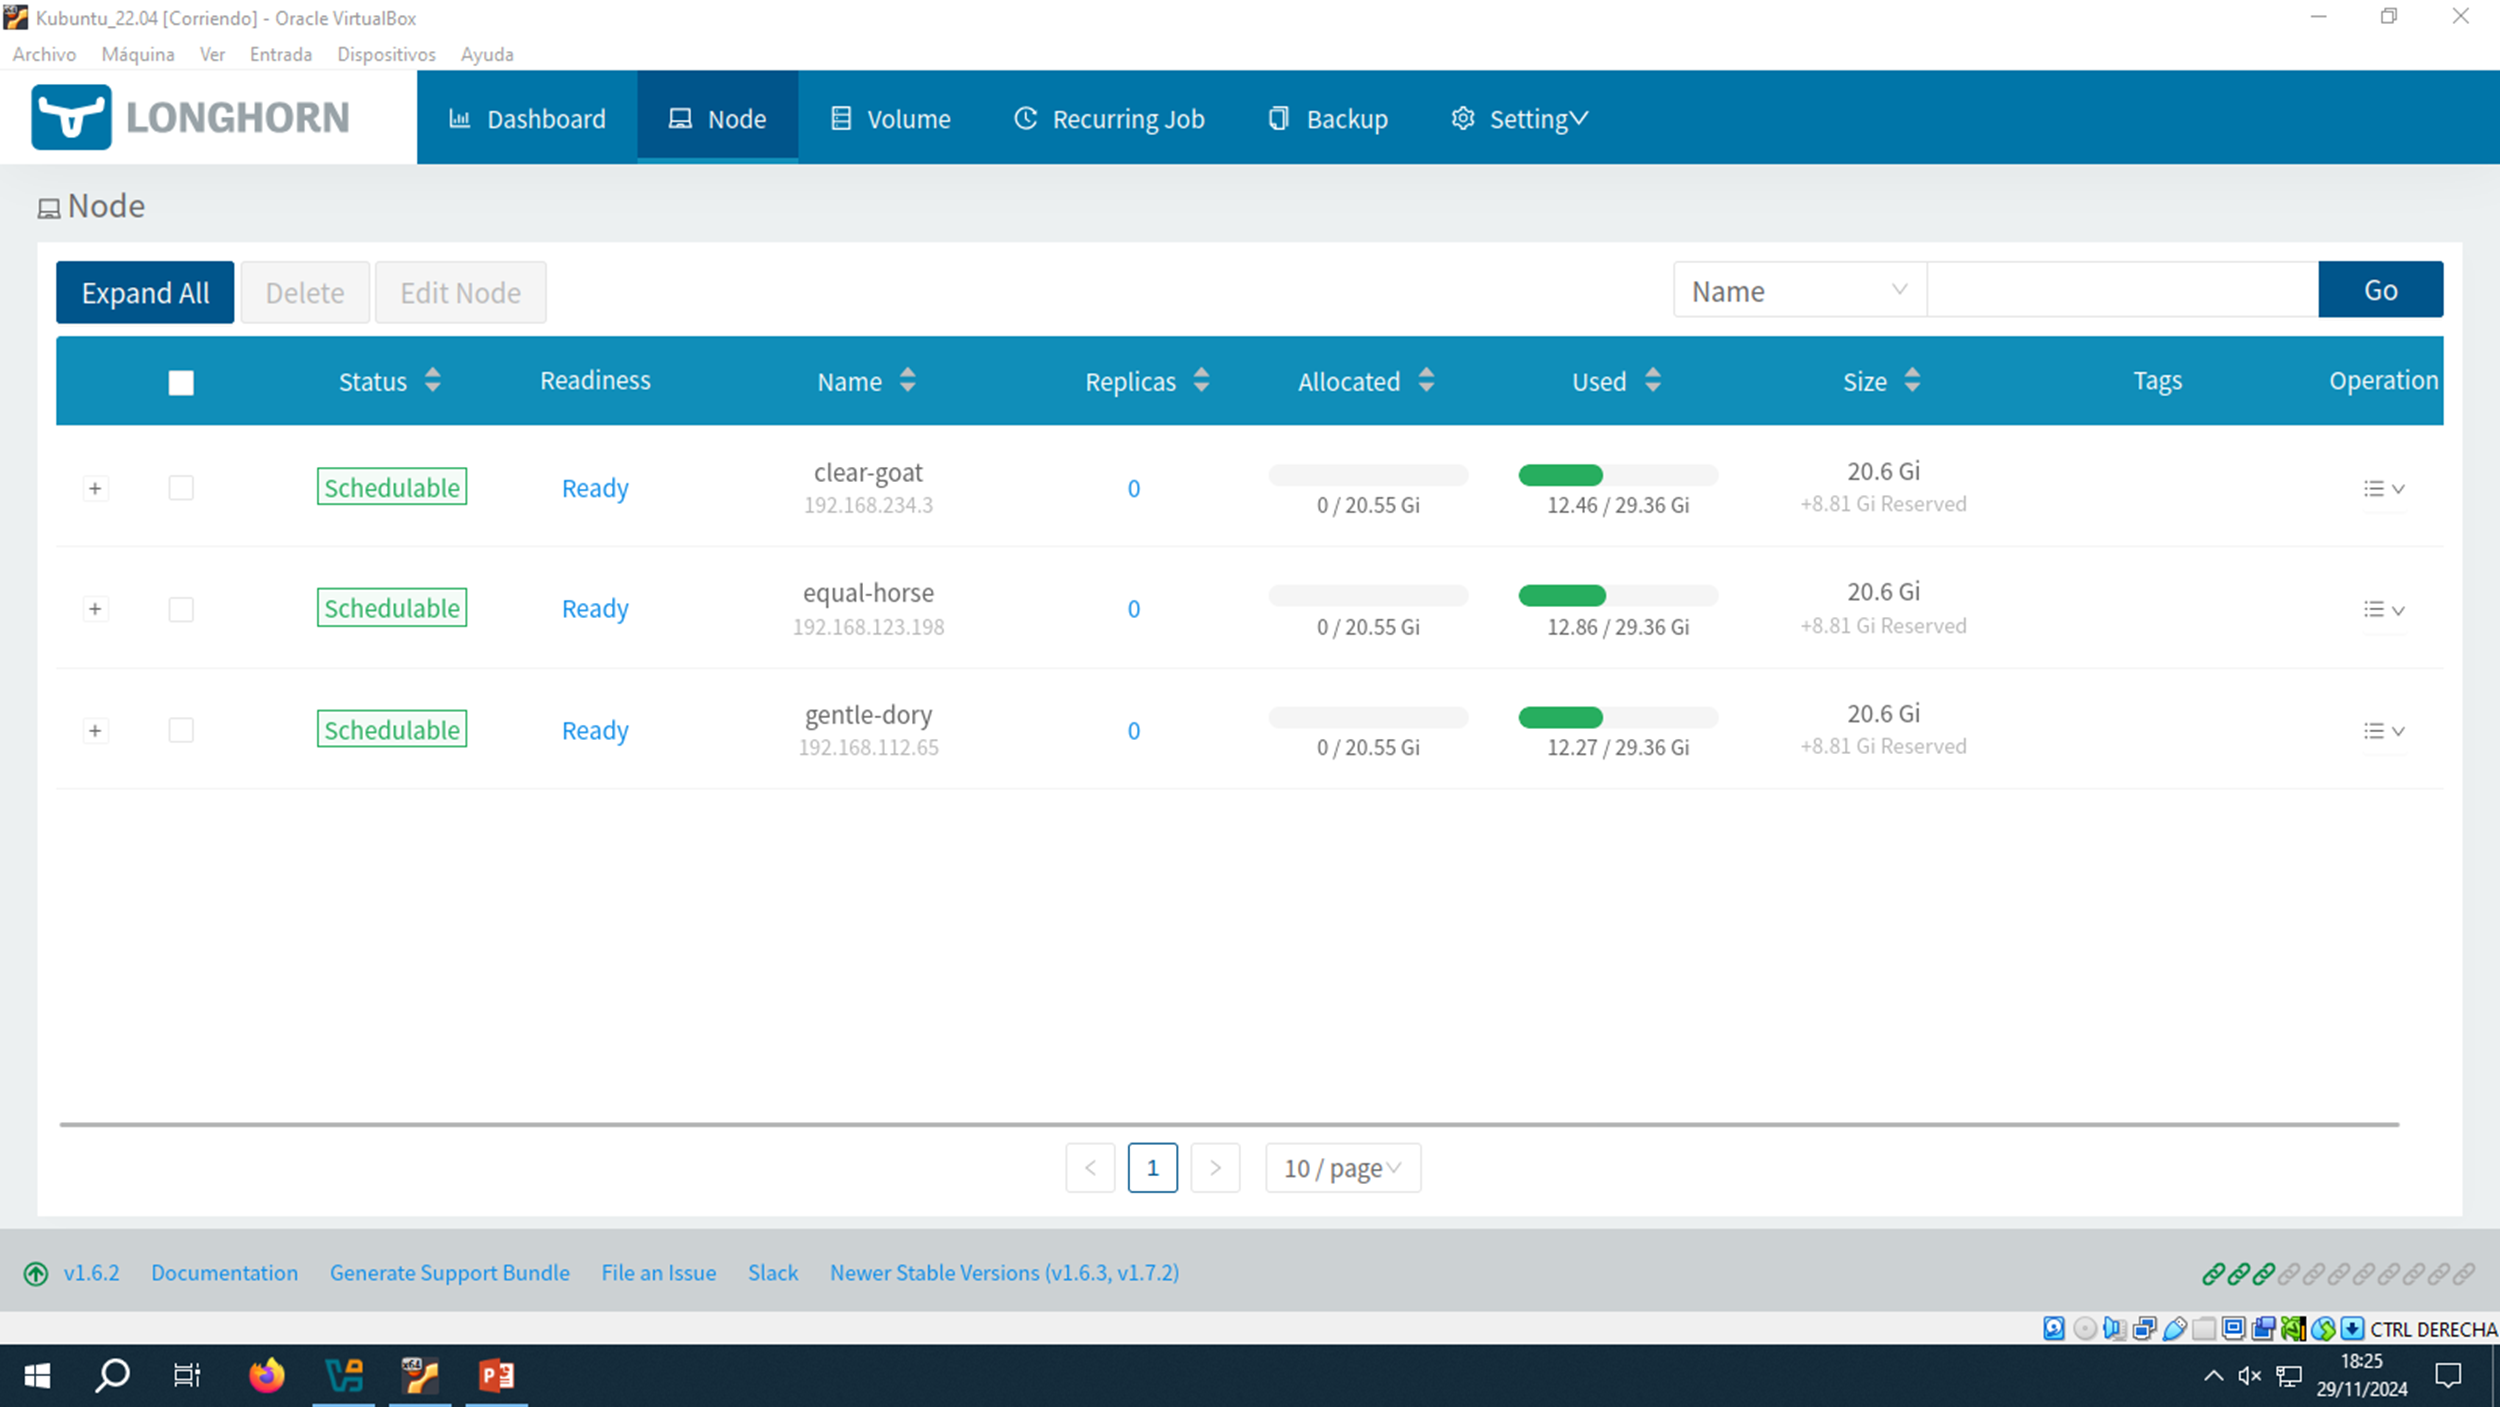 Kubuntu_22.04 [Corriendo] - Oracle VirtualBox
Archivo Máquina Ver Entrada Dispositivos Ayuda
LONGHORN Dashboard Node Volume Recurring Job Backup Setting
Node
Expand All Delete Edit Node Name Go
Status Readiness Name Replicas Allocated Used Size Tags Operation
Schedulable Ready clear-goat 0 20.6 Gi
192.168.234.3 0 / 20.55 Gi 12.46 / 29.36 Gi +8.81 Gi Reserved
Schedulable Ready equal-horse 0 20.6 Gi
192.168.123.198 0 / 20.55 Gi 12.86 / 29.36 Gi +8.81 Gi Reserved
Schedulable Ready gentle-dory 0 20.6 Gi
192.168.112.65 0 / 20.55 Gi 12.27 / 29.36 Gi +8.81 Gi Reserved
< 1 > 10 / page
v1.6.2 Documentation Generate Support Bundle File an Issue Slack Newer Stable Versions (v1.6.3, v1.7.2)
CTRL DERECHA
18:25
29/11/2024